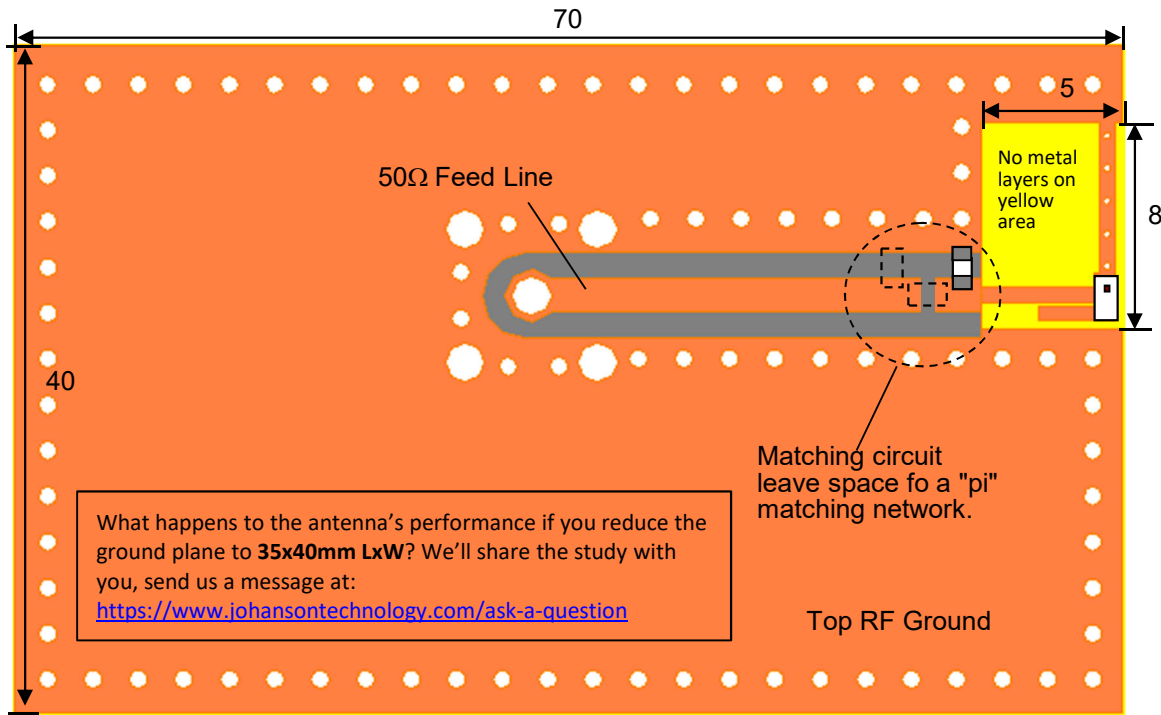 70
5
No metal
layers on
yellow
area
8
50Ω Feed Line
40
Matching circuit
leave space fo a "pi"
matching network.
What happens to the antenna’s performance if you reduce the
ground plane to 35x40mm LxW? We’ll share the study with
you, send us a message at:
https://www.johansontechnology.com/ask-a-question
Top RF Ground